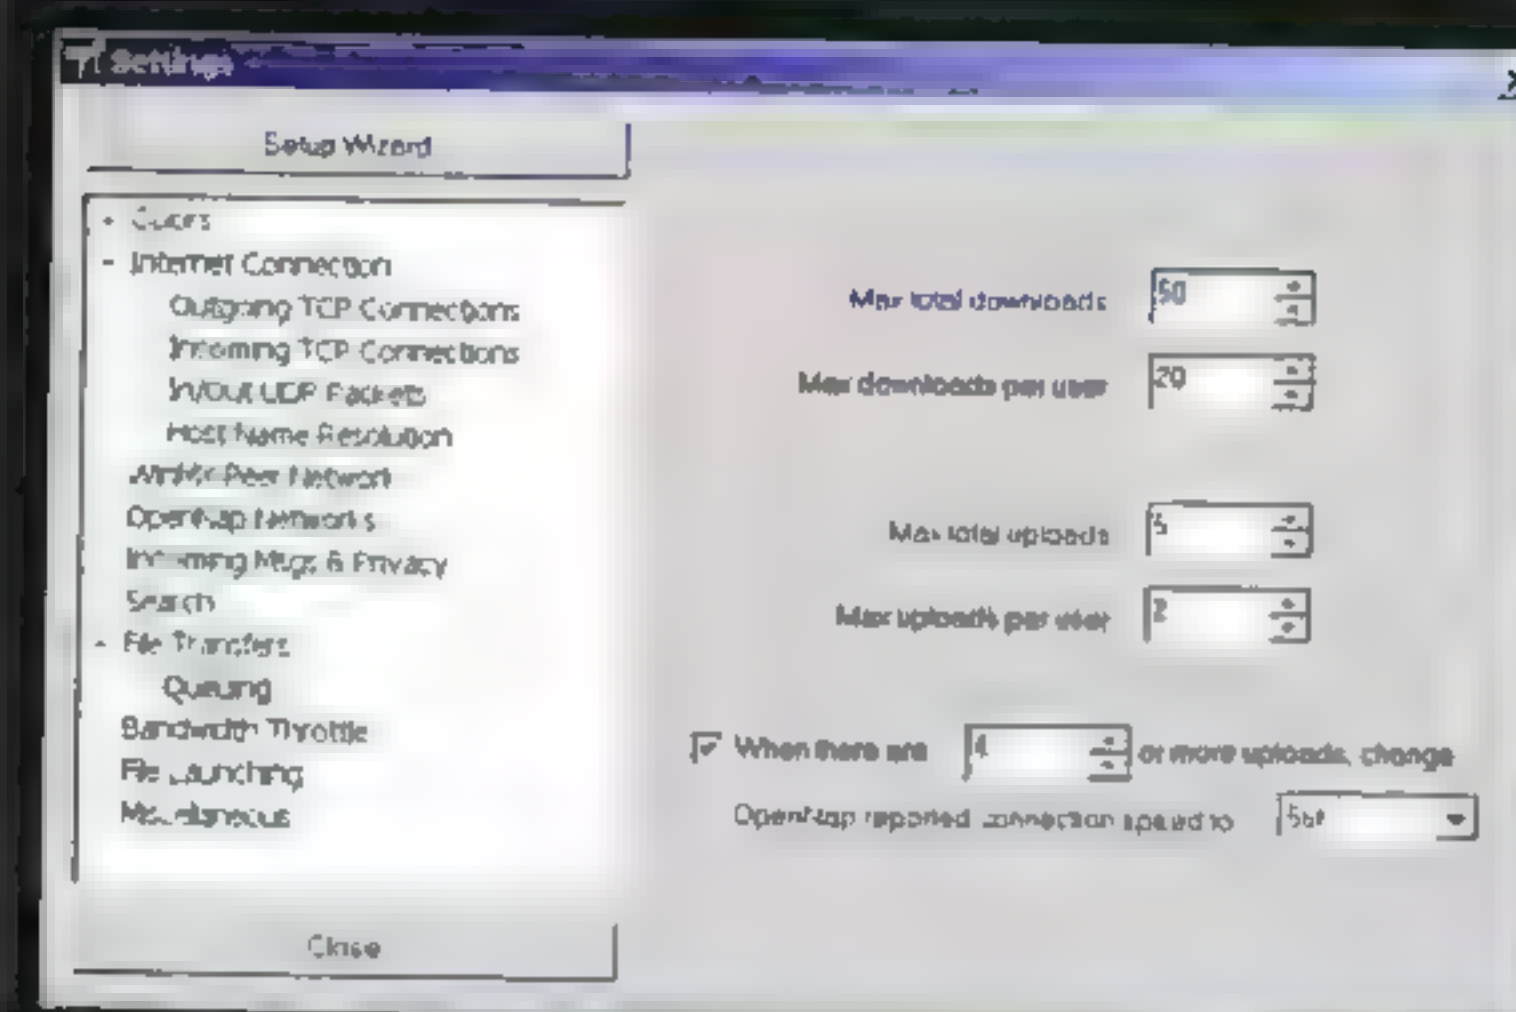 Settings
Setup Wizard
+ Colors
- Internet Connection
Outgoing TCP Connections
Incoming TCP Connections
In/Out UDP Packets
Host Name Resolution
WinMX Peer Network
OpenNap Networks
Incoming Msgs & Privacy
Search
- File Transfers
Queuing
Bandwidth Throttle
File Launching
Miscellaneous
Close
Max total downloads 50
Max downloads per user 20
Max total uploads 5
Max uploads per user 2
When there are 4 or more uploads, change
OpenNap reported connection speed to